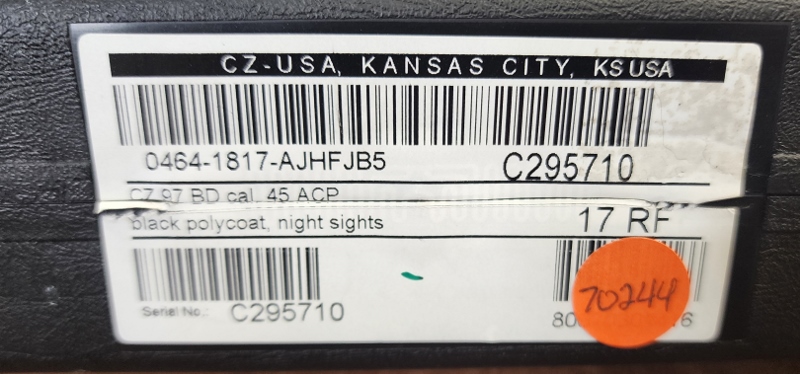 CZ-USA, KANSAS CITY, KS USA
0464-1817-AJHFJB5 C295710
CZ 97 BD cal. 45 ACP
black polycoat, night sights 17 RF
70244
Serial No.: C295710